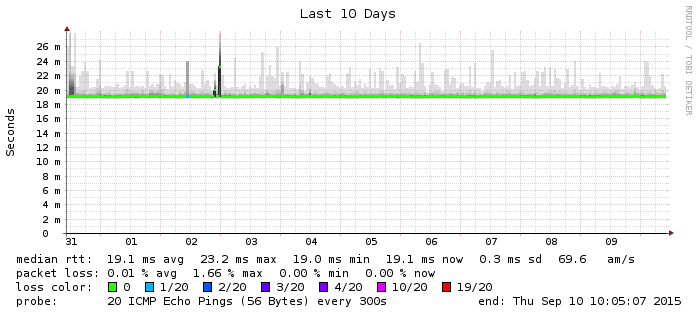 Last 10 Days
RRDTOOL / TOBI OETIKER
Seconds
26 m
24 m
22 m
20 m
18 m
16 m
14 m
12 m
10 m
8 m
6 m
4 m
2 m
0
31 01 02 03 04 05 06 07 08 09
median rtt: 19.1 ms avg 23.2 ms max 19.0 ms min 19.1 ms now 0.3 ms sd 69.6 am/s
packet loss: 0.01 % avg 1.66 % max 0.00 % min 0.00 % now
loss color: 0 1/20 2/20 3/20 4/20 10/20 19/20
probe: 20 ICMP Echo Pings (56 Bytes) every 300s end: Thu Sep 10 10:05:07 2015